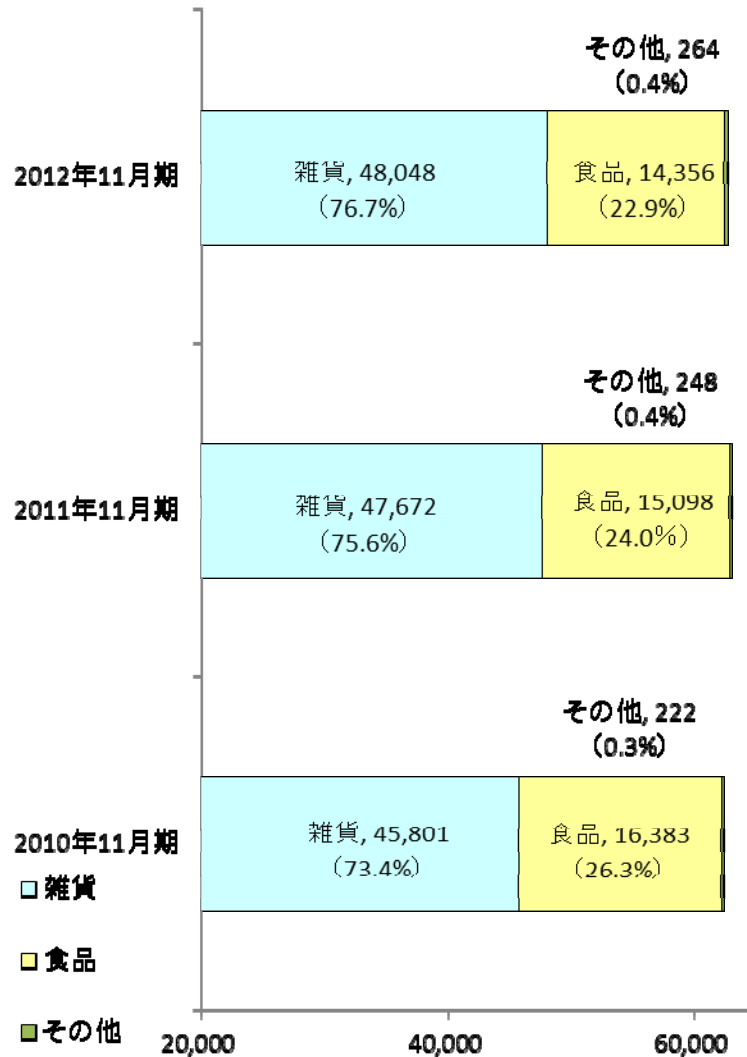 その他, 264
（0.4%）
2012年11月期
雑貨, 48,048
（76.7%）
食品, 14,356
（22.9%）
その他, 248
（0.4%）
2011年11月期
雑貨, 47,672
（75.6%）
食品, 15,098
（24.0％）
その他, 222
（0.3%）
2010年11月期
雑貨, 45,801
（73.4%）
食品, 16,383
（26.3%）
雑貨
食品
その他
20,000
40,000
60,000